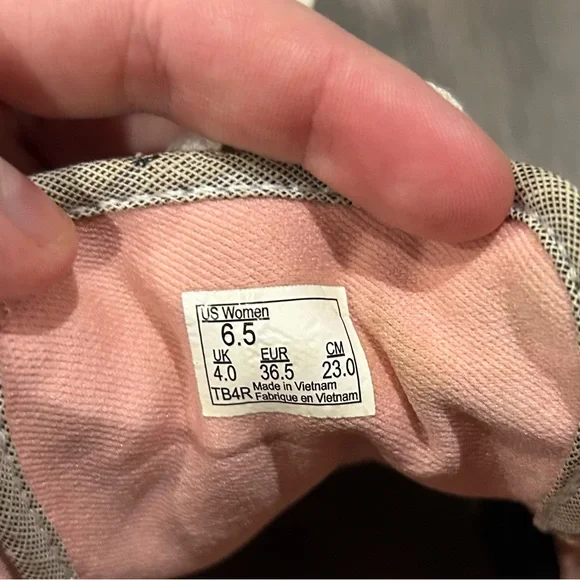 US Women
6.5
UK EUR CM
4.0 36.5 23.0
TB4R Made in Vietnam
Fabrique en Vietnam